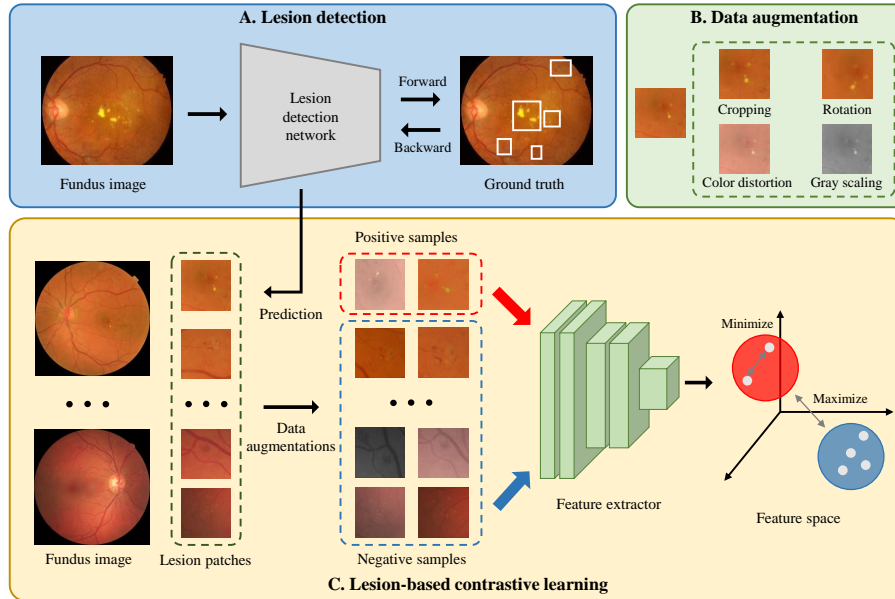 A. Lesion detection
Fundus image
Lesion
detection
network
Forward
Backward
Ground truth
B. Data augmentation
Cropping
Rotation
Color distortion
Gray scaling
Fundus image
Lesion patches
Prediction
Data
augmentations
Positive samples
Negative samples
Feature extractor
Minimize
Maximize
Feature space
C. Lesion-based contrastive learning